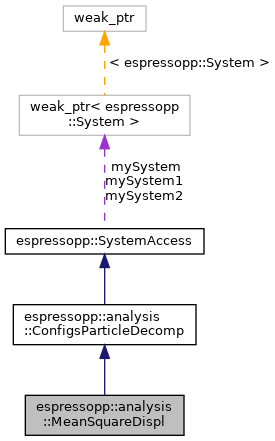 weak_ptr
< espressopp::System >
weak_ptr< espressopp
::System >
mySystem
mySystem1
mySystem2
espressopp::SystemAccess
espressopp::analysis
::ConfigsParticleDecomp
espressopp::analysis
::MeanSquareDispl